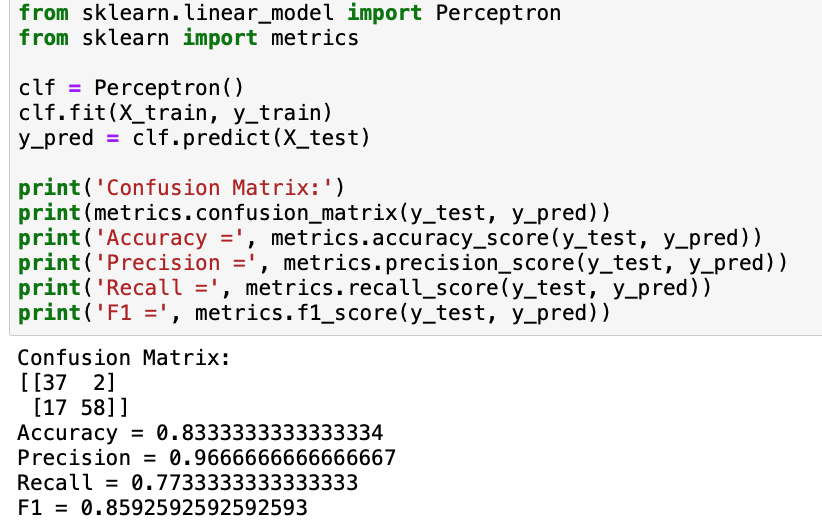 from sklearn.linear_model import Perceptron
from sklearn import metrics
clf = Perceptron()
clf.fit(X_train, y_train)
y_pred = clf.predict(X_test)
print('Confusion Matrix:')
print(metrics.confusion_matrix(y_test, y_pred))
print('Accuracy =', metrics.accuracy_score(y_test, y_pred))
print('Precision =', metrics.precision_score(y_test, y_pred))
print('Recall =', metrics.recall_score(y_test, y_pred))
print('F1 =', metrics.f1_score(y_test, y_pred))
Confusion Matrix:
[[37  2]
 [17 58]]
Accuracy = 0.8333333333333334
Precision = 0.9666666666666667
Recall = 0.7733333333333333
F1 = 0.8592592592592593